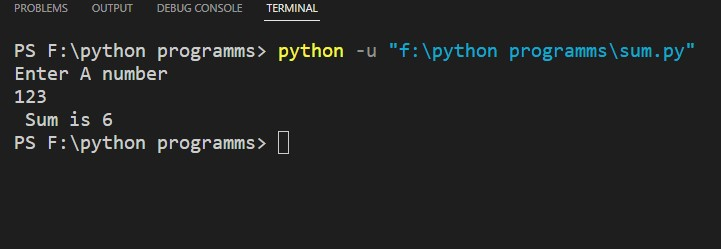 PROBLEMS OUTPUT DEBUG CONSOLE TERMINAL
PS F:\python programms> python -u "f:\python programms\sum.py"
Enter A number
123
 Sum is 6
PS F:\python programms>